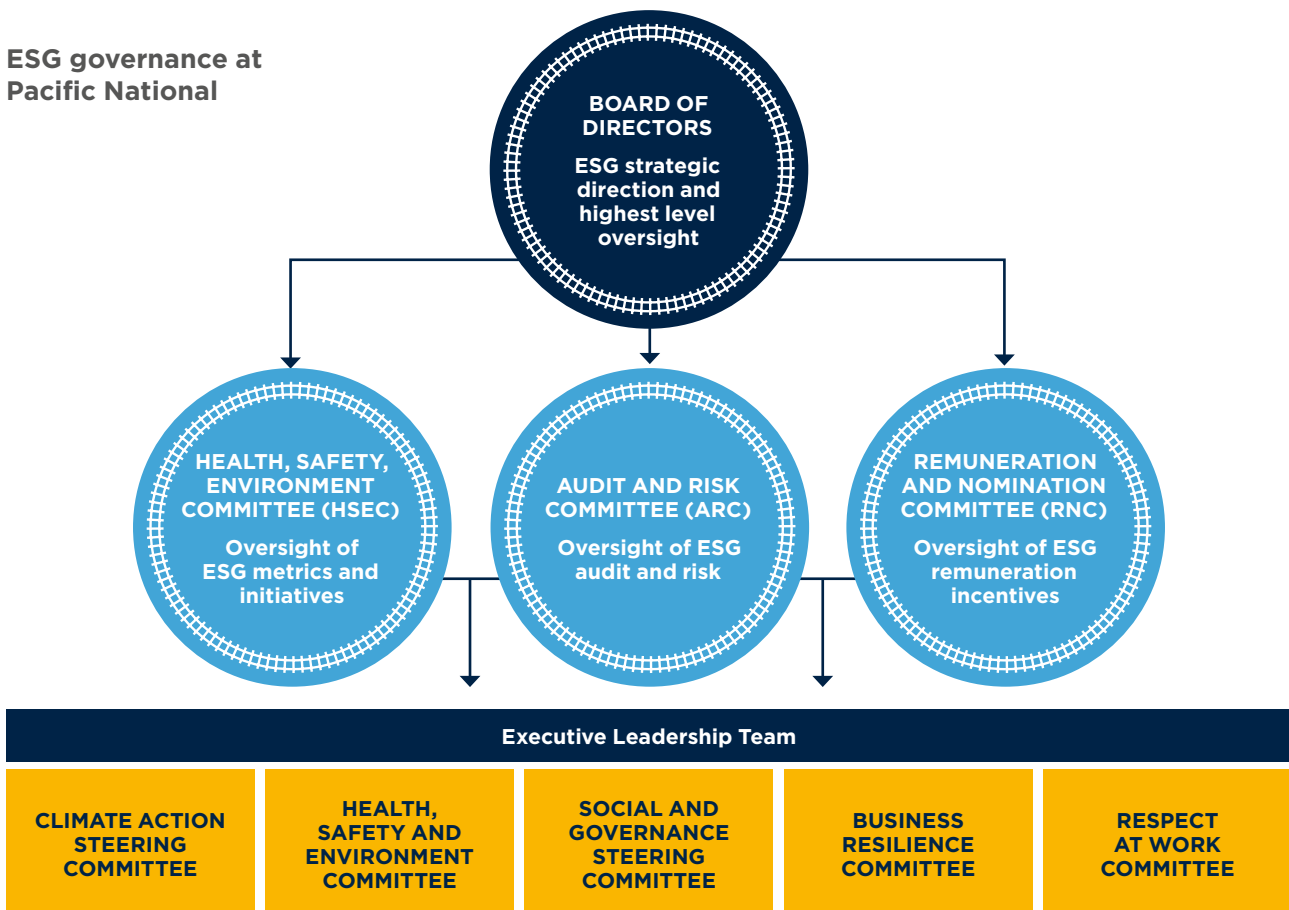 ESG governance at
Pacific National
BOARD OF
DIRECTORS
ESG strategic
direction and
highest level
oversight
HEALTH, SAFETY,
ENVIRONMENT
COMMITTEE (HSEC)
Oversight of
ESG metrics and
initiatives
AUDIT AND RISK
COMMITTEE (ARC)
Oversight of ESG
audit and risk
REMUNERATION
AND NOMINATION
COMMITTEE (RNC)
Oversight of ESG
remuneration
incentives
Executive Leadership Team
CLIMATE ACTION
STEERING
COMMITTEE
HEALTH,
SAFETY AND
ENVIRONMENT
COMMITTEE
SOCIAL AND
GOVERNANCE
STEERING
COMMITTEE
BUSINESS
RESILIENCE
COMMITTEE
RESPECT
AT WORK
COMMITTEE